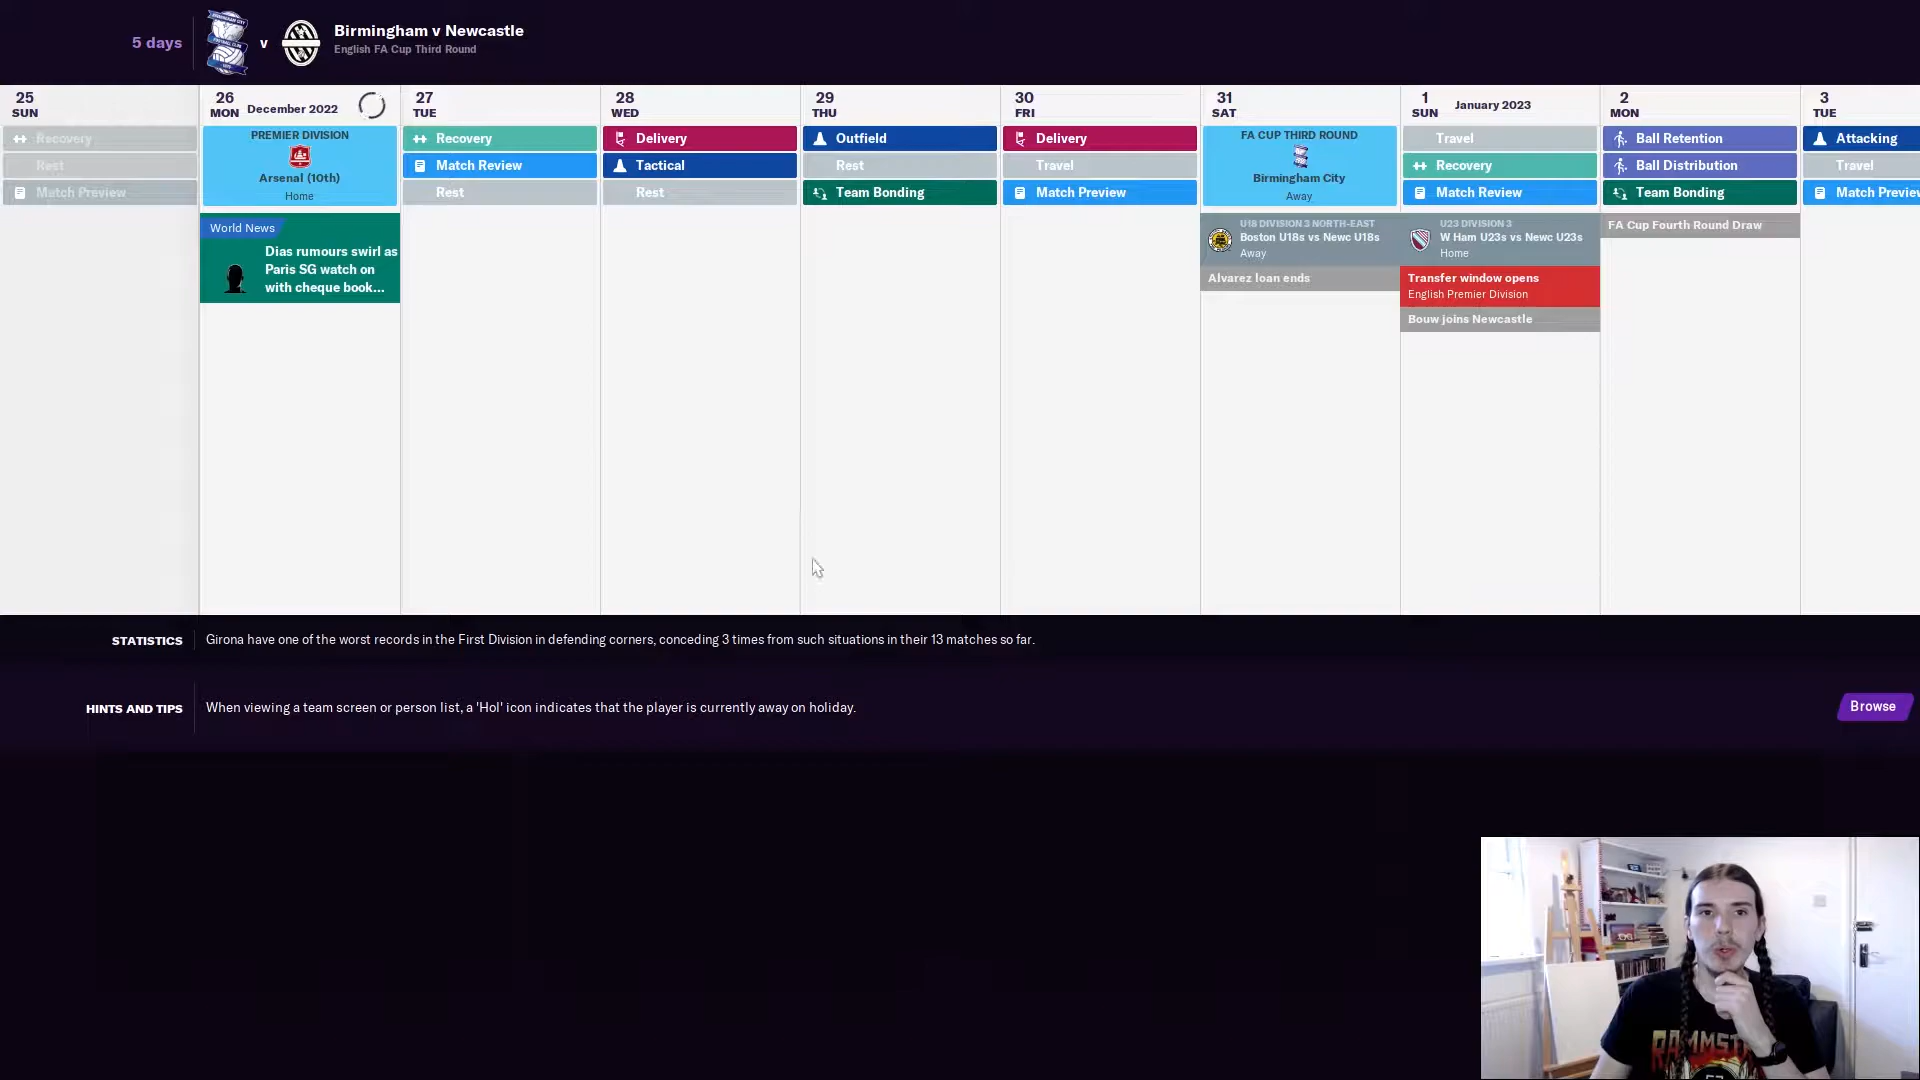 5 days
v
Birmingham v Newcastle
English FA Cup Third Round
25
SUN
Recovery
Rest
Match Preview
26
MON
December 2022
PREMIER DIVISION
Arsenal (10th)
Home
World News
Dias rumours swirl as
Paris SG watch on
with cheque book...
27
TUE
Recovery
Match Review
Rest
28
WED
Delivery
Tactical
Rest
29
THU
Outfield
Rest
Team Bonding
30
FRI
Delivery
Travel
Match Preview
31
SAT
FA CUP THIRD ROUND
Birmingham City
Away
U18 DIVISION 3 NORTH-EAST
Boston U18s vs Newc U18s
Away
Alvarez loan ends
1
SUN
January 2023
Travel
Recovery
Match Review
U23 DIVISION 3
W Ham U23s vs Newc U23s
Home
Transfer window opens
English Premier Division
Bouw joins Newcastle
2
MON
Ball Retention
Ball Distribution
Team Bonding
FA Cup Fourth Round Draw
3
TUE
Attacking
Travel
Match Preview
STATISTICS
Girona have one of the worst records in the First Division in defending corners, conceding 3 times from such situations in their 13 matches so far.
HINTS AND TIPS
When viewing a team screen or person list, a 'Hol' icon indicates that the player is currently away on holiday.
Browse
RAMMST